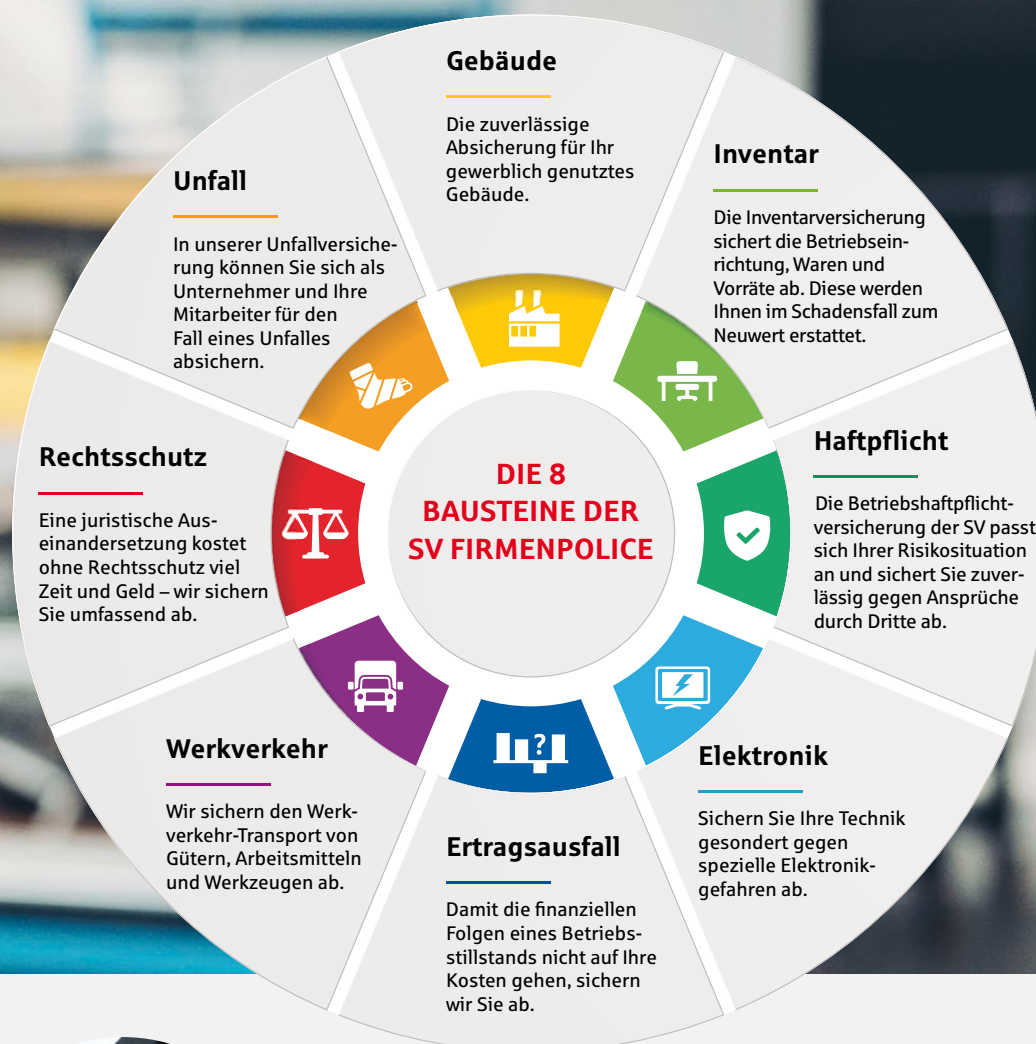 Gebäude
Die zuverlässige
Absicherung für Ihr
gewerblich genutztes
Gebäude.
Inventar
Die Inventarversicherung
sichert die Betriebsein-
richtung, Waren und
Vorräte ab. Diese werden
Ihnen im Schadensfall zum
Neuwert erstattet.
Haftpflicht
Die Betriebshaftpflicht-
versicherung der SV passt
sich Ihrer Risikosituation
an und sichert Sie zuver-
lässig gegen Ansprüche
durch Dritte ab.
Elektronik
Sichern Sie Ihre Technik
gesondert gegen
spezielle Elektronik-
gefahren ab.
Ertragsausfall
Damit die finanziellen
Folgen eines Betriebs-
stillstands nicht auf Ihre
Kosten gehen, sichern
wir Sie ab.
Werkverkehr
Wir sichern den Werk-
verkehr-Transport von
Gütern, Arbeitsmitteln
und Werkzeugen ab.
Rechtsschutz
Eine juristische Aus-
einandersetzung kostet
ohne Rechtsschutz viel
Zeit und Geld – wir sichern
Sie umfassend ab.
Unfall
In unserer Unfallversiche-
rung können Sie sich als
Unternehmer und Ihre
Mitarbeiter für den
Fall eines Unfalles
absichern.
DIE 8
BAUSTEINE DER
SV FIRMENPOLICE
?